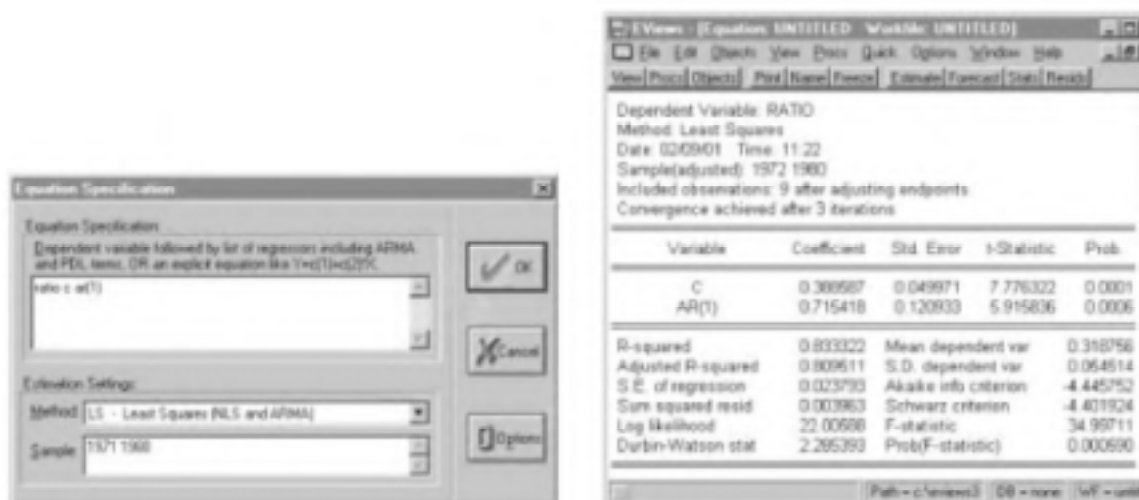 Equation Specification
Equation Specification
Dependent variable followed by list of regressors including ARMA
and PDL terms, OR an explicit equation like Y=c(1)+c(2)*X.
ratio c ar(1)
OK
Cancel
Options
Estimation Settings:
Method: LS - Least Squares (NLS and ARMA)
Sample: 1971 1980
EViews - [Equation: UNTITLED Workfile: UNTITLED]
File Edit Objects View Procs Quick Options Window Help
View Procs Objects Print Name Freeze Estimate Forecast Stats Resids
Dependent Variable: RATIO
Method: Least Squares
Date: 02/09/01 Time: 11:22
Sample(adjusted): 1972 1980
Included observations: 9 after adjusting endpoints
Convergence achieved after 3 iterations
Variable Coefficient Std. Error t-Statistic Prob.
C 0.388587 0.049971 7.776322 0.0001
AR(1) 0.715418 0.120933 5.915836 0.0006
R-squared 0.833322 Mean dependent var 0.318756
Adjusted R-squared 0.809511 S.D. dependent var 0.054514
S.E. of regression 0.023793 Akaike info criterion -4.445752
Sum squared resid 0.003963 Schwarz criterion -4.401924
Log likelihood 22.00588 F-statistic 34.99711
Durbin-Watson stat 2.285393 Prob(F-statistic) 0.000590
Path = c:\eviews3 DB = none WF = unti